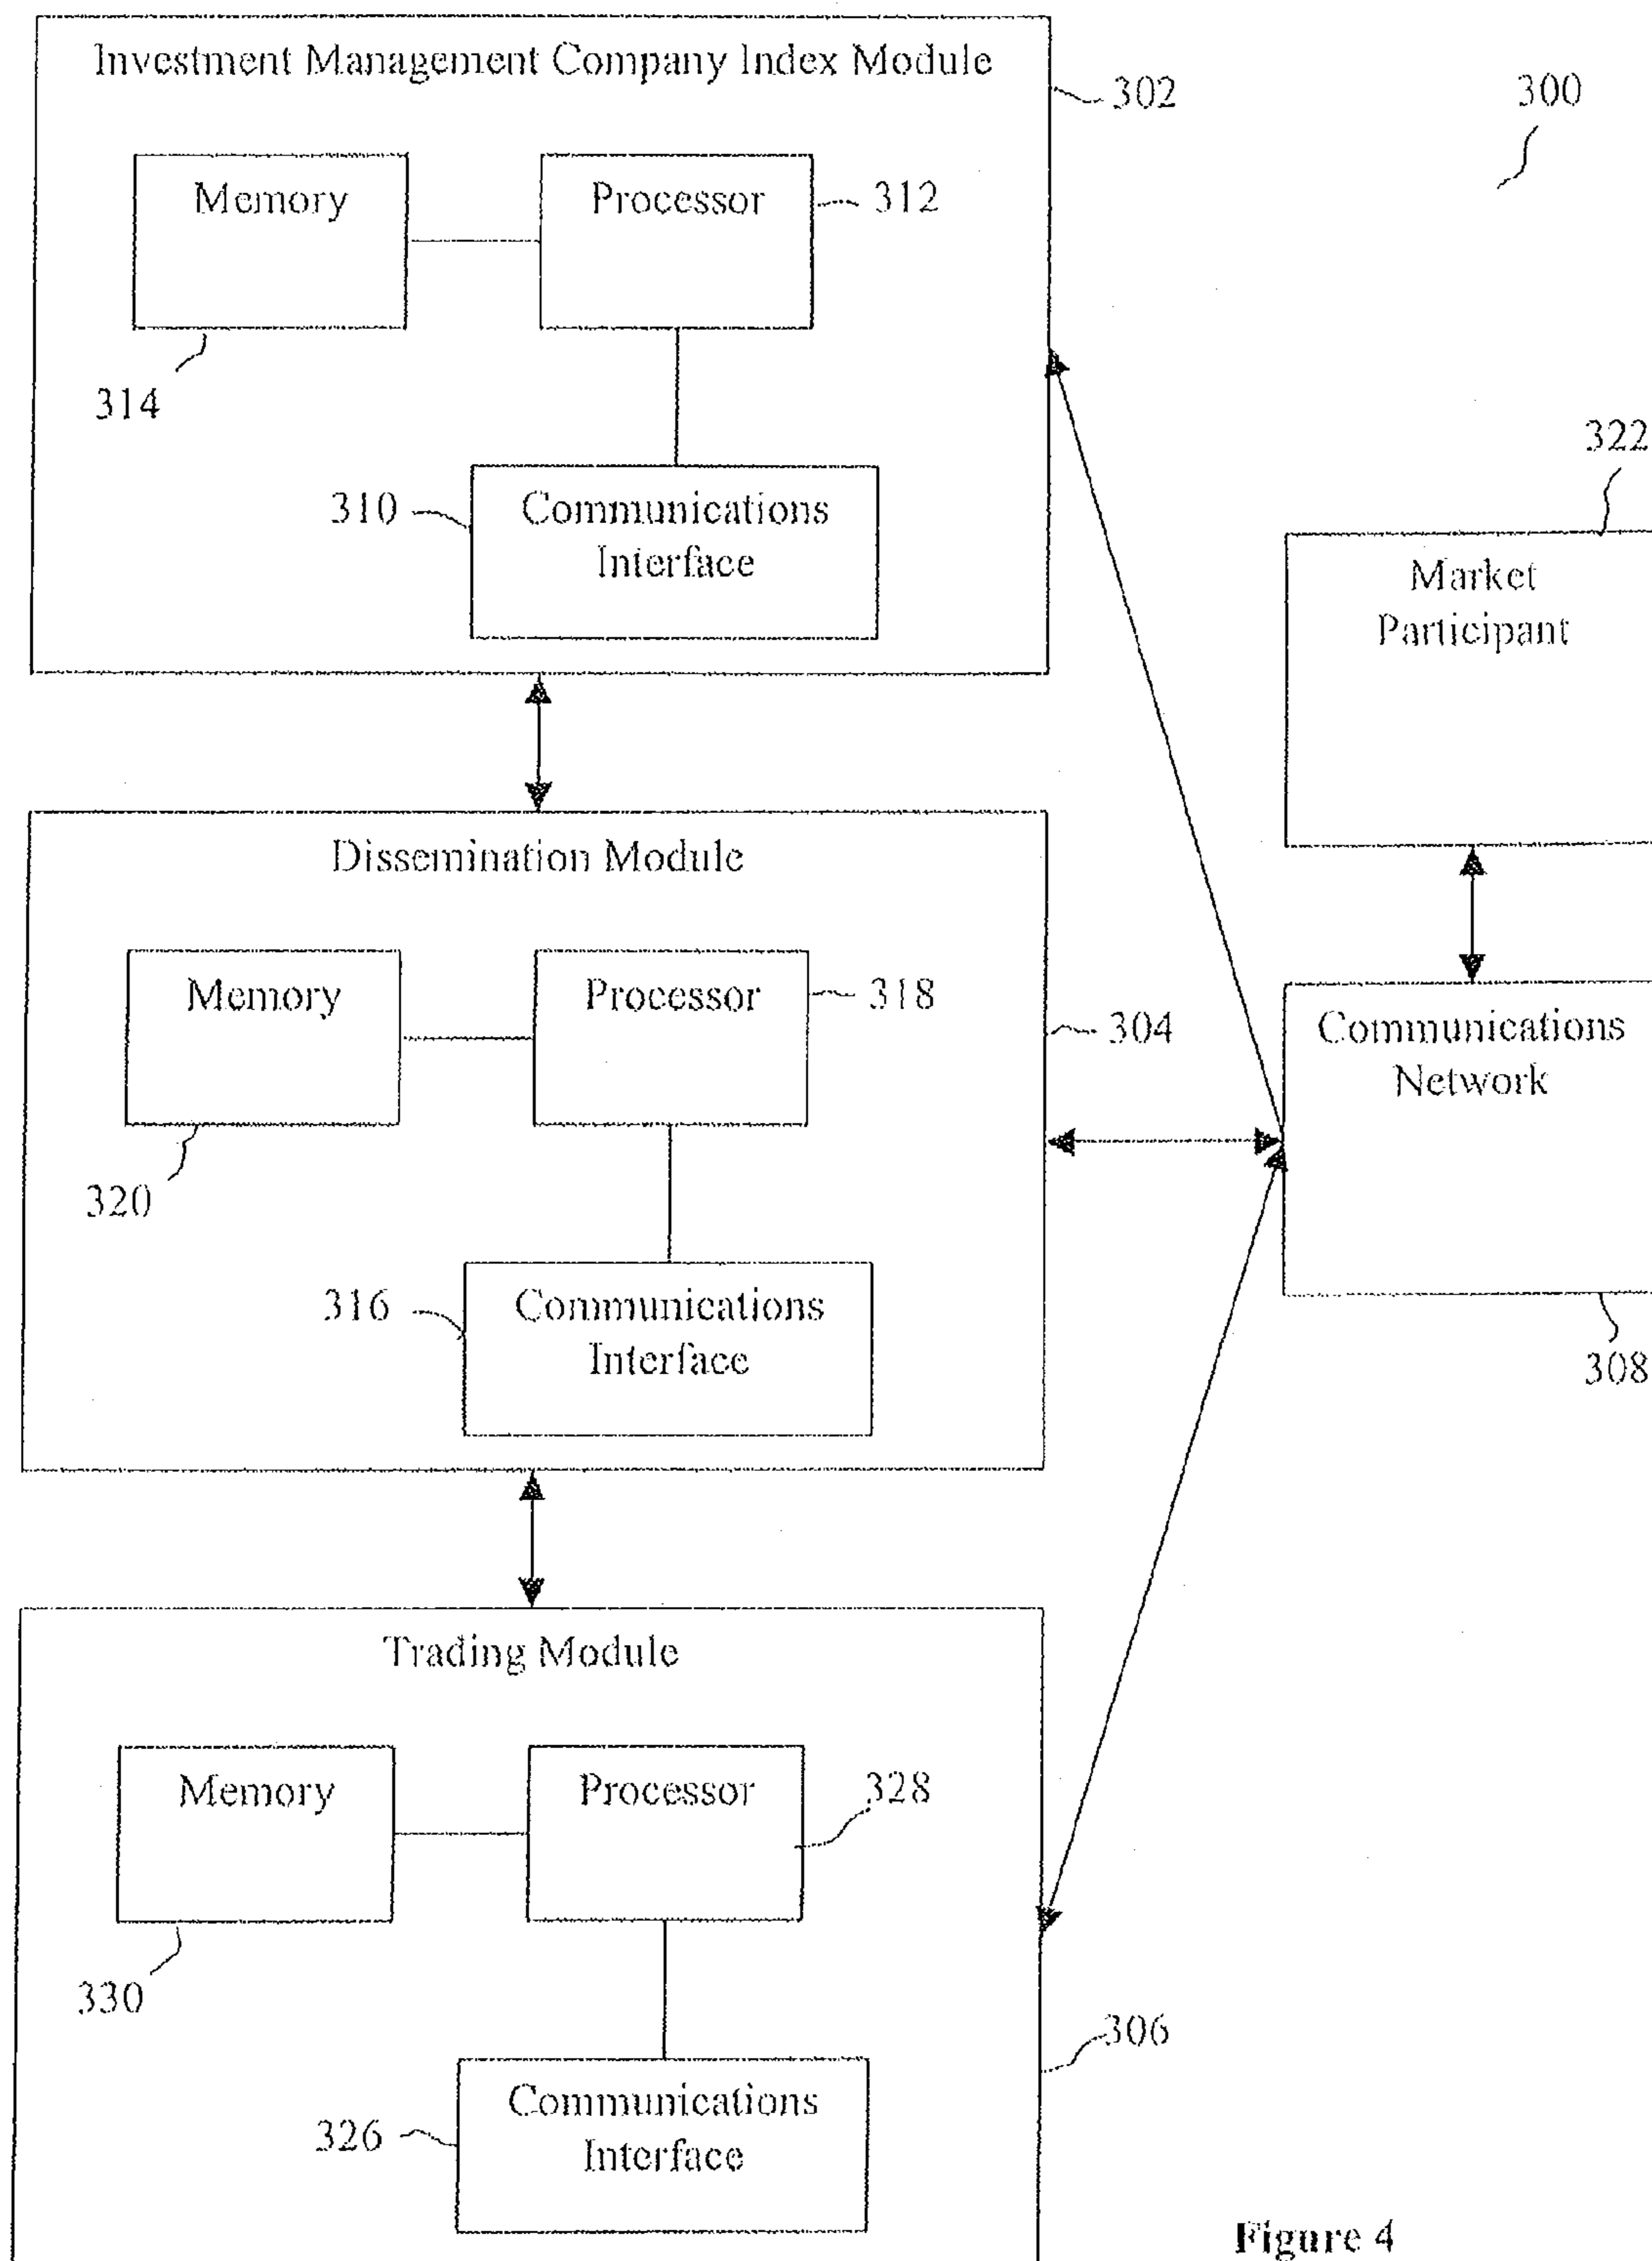 Investment Management Company Index Module
302
300
Memory
Processor
312
314
310
Communications
Interface
322
Market
Participant
Dissemination Module
Memory
Processor
318
304
Communications
Network
320
316
Communications
Interface
308
Trading Module
Memory
Processor
328
330
306
326
Communications
Interface
Figure 4